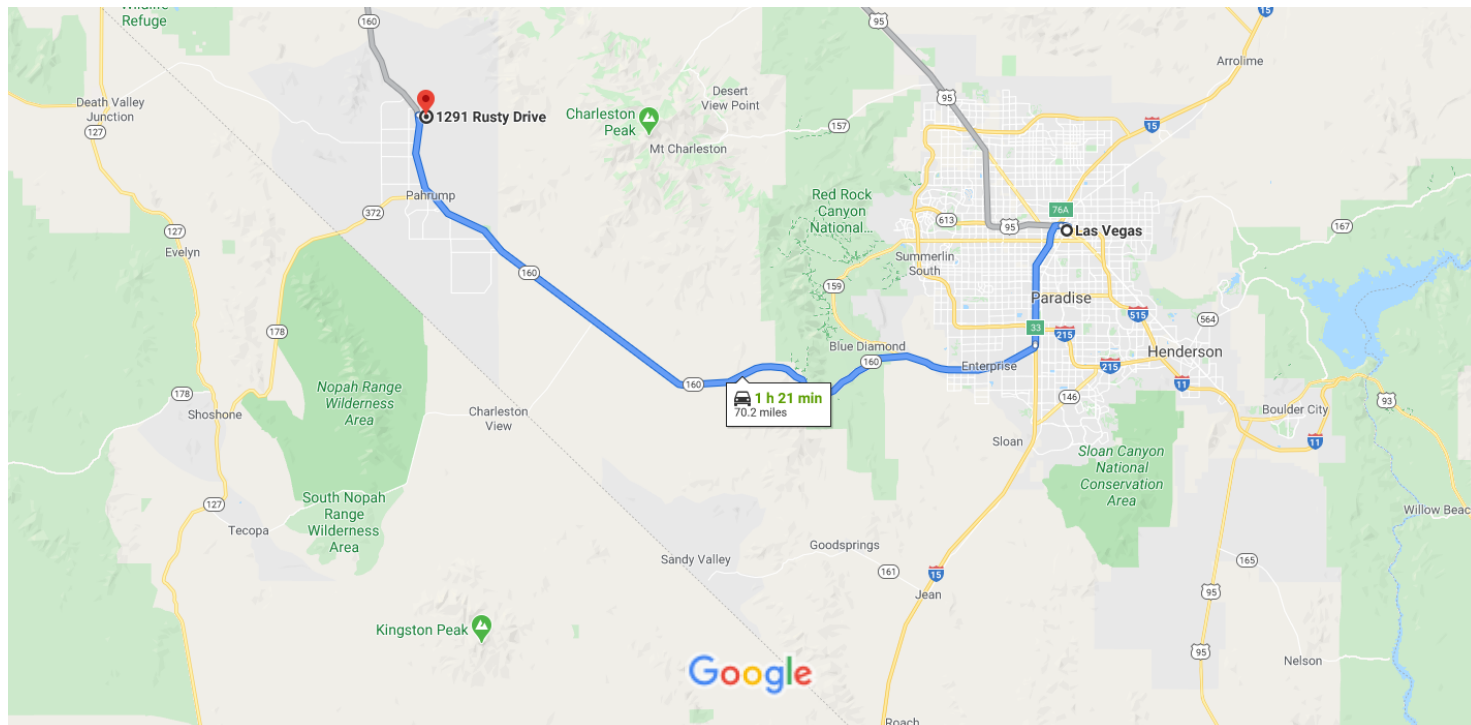 Wildlife
Refuge
160
95
15
Arrolime
Death Valley
Junction
127
1291 Rusty Drive
Charleston
Peak
Desert
View Point
Mt Charleston
157
95
15
Pahrump
372
Red Rock
Canyon
National...
613
76A
95
Las Vegas
167
127
Evelyn
160
Summerlin
South
159
Paradise
515
564
33
215
178
Blue Diamond
160
Enterprise
215
Henderson
11
Nopah Range
Wilderness
Area
160
1 h 21 min
70.2 miles
146
93
178
Shoshone
Charleston
View
Boulder City
11
Sloan
Sloan Canyon
National
Conservation
Area
South Nopah
Range
Wilderness
Area
127
Tecopa
Willow Beac
Sandy Valley
Goodsprings
161
15
Jean
165
95
Kingston Peak
Google
95
Nelson
Roach